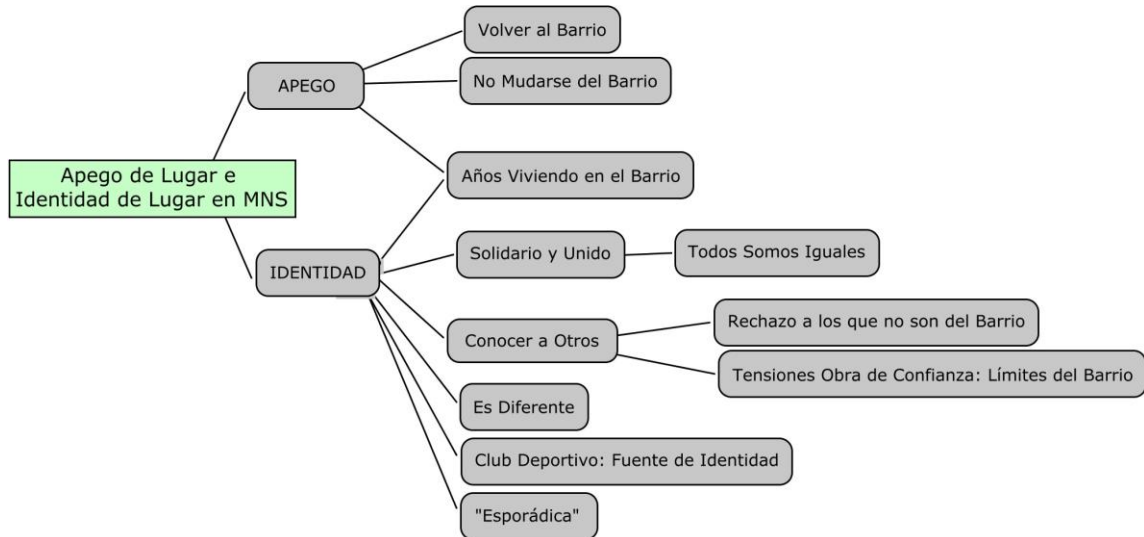 Volver al Barrio
APEGO
No Mudarse del Barrio
Apego de Lugar e
Identidad de Lugar en MNS
Años Viviendo en el Barrio
Solidario y Unido
Todos Somos Iguales
IDENTIDAD
Conocer a Otros
Rechazo a los que no son del Barrio
Tensiones Obra de Confianza: Límites del Barrio
Es Diferente
Club Deportivo: Fuente de Identidad
"Esporádica"